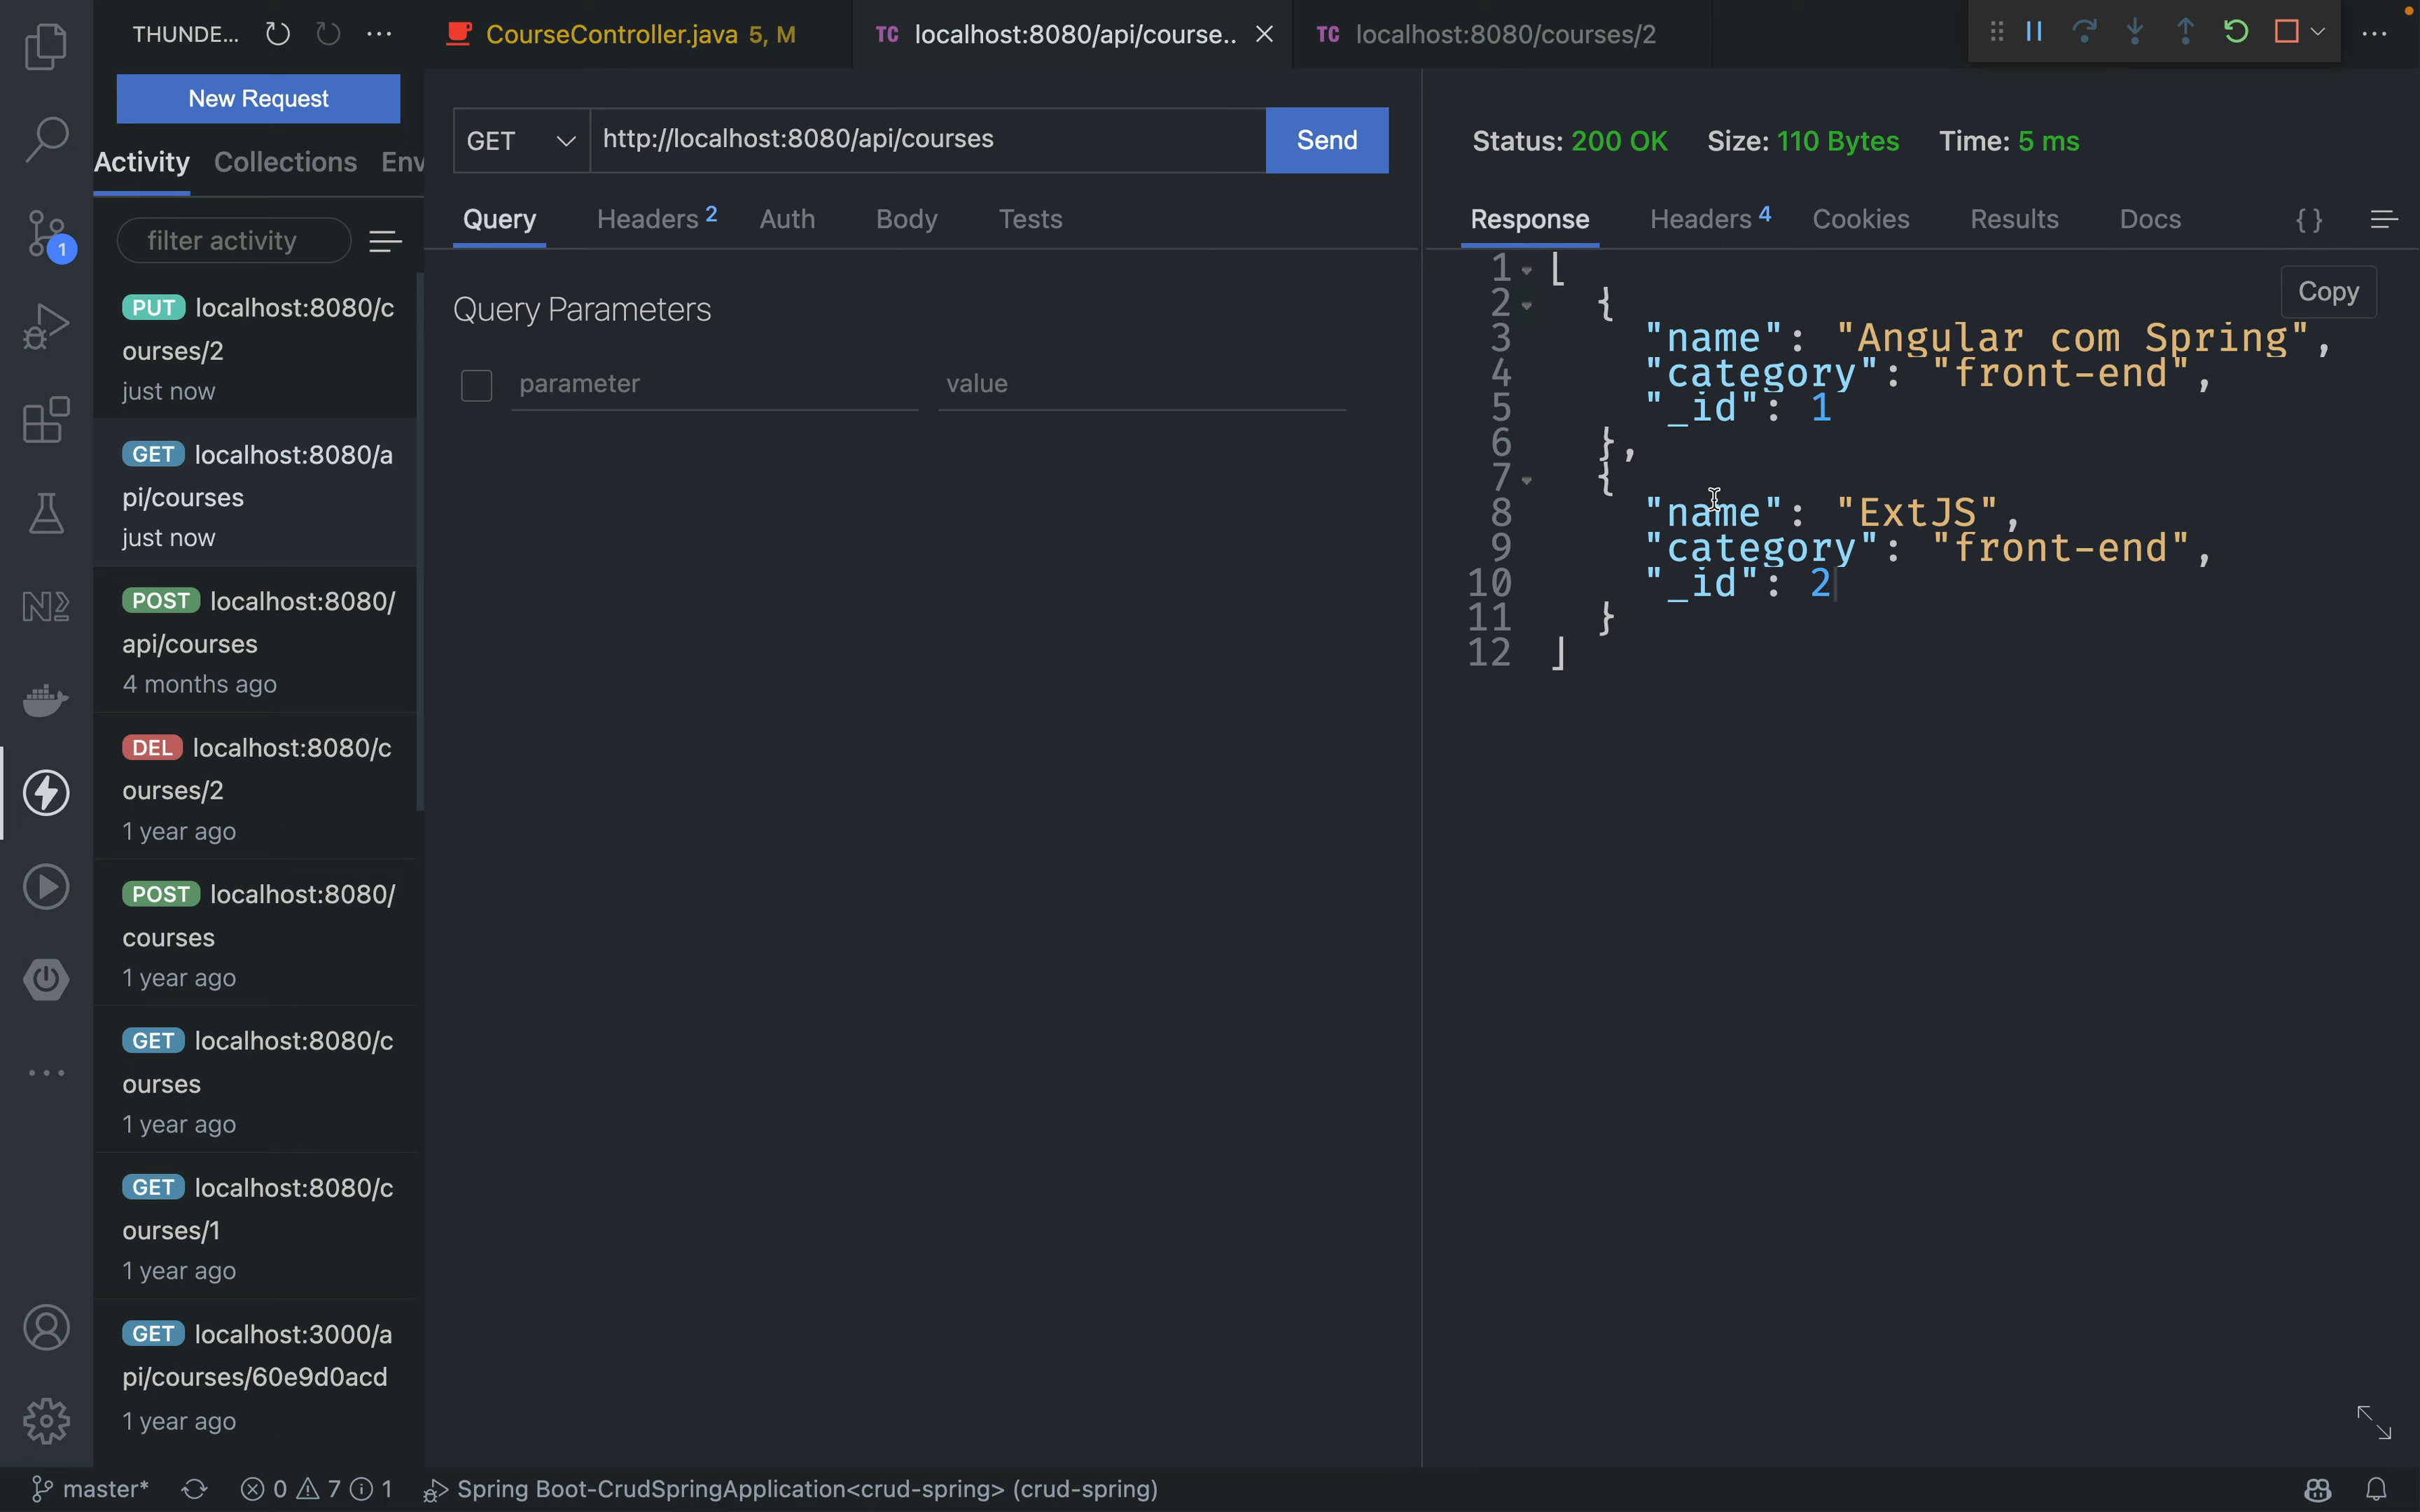 THUNDE...
CourseController.java 5, M
TC localhost:8080/api/course..
TC localhost:8080/courses/2
New Request
Activity Collections Env
filter activity
PUT localhost:8080/c
ourses/2
just now
GET localhost:8080/a
pi/courses
just now
POST localhost:8080/
api/courses
4 months ago
DEL localhost:8080/c
ourses/2
1 year ago
POST localhost:8080/
courses
1 year ago
GET localhost:8080/c
ourses
1 year ago
GET localhost:8080/c
ourses/1
1 year ago
GET localhost:3000/a
pi/courses/60e9d0acd
1 year ago
GET http://localhost:8080/api/courses Send
Query Headers 2 Auth Body Tests
Query Parameters
parameter value
Status: 200 OK Size: 110 Bytes Time: 5 ms
Response Headers 4 Cookies Results Docs {}
Copy
1 [
2 {
3 "name": "Angular com Spring",
4 "category": "front-end",
5 "_id": 1
6 },
7 {
8 "name": "ExtJS",
9 "category": "front-end",
10 "_id": 2
11 }
12 ]
1
master* 0 7 1 Spring Boot-CrudSpringApplication<crud-spring> (crud-spring)